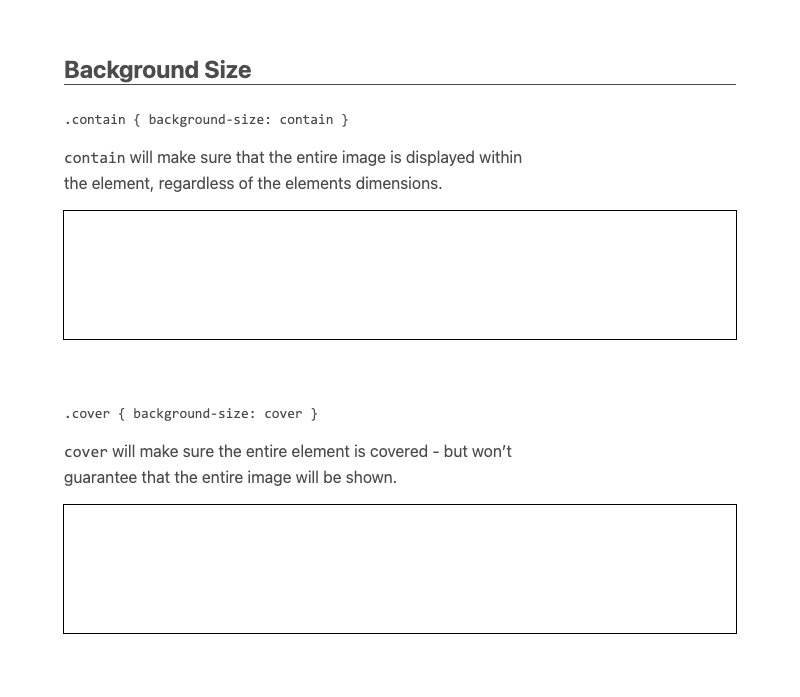 Background Size
.contain { background-size: contain }
contain will make sure that the entire image is displayed within
the element, regardless of the elements dimensions.
.cover { background-size: cover }
cover will make sure the entire element is covered - but won’t
guarantee that the entire image will be shown.